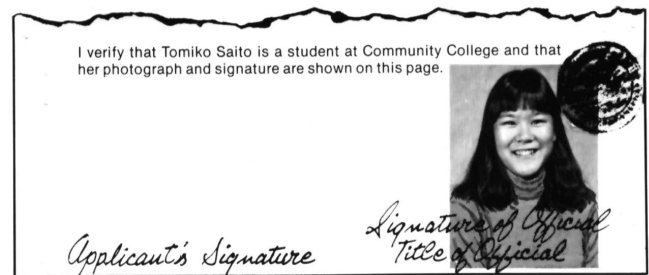 I verify that Tomiko Saito is a student at Community College and that
her photograph and signature are shown on this page.
Signature of Official
Applicant's Signature
Title of Official